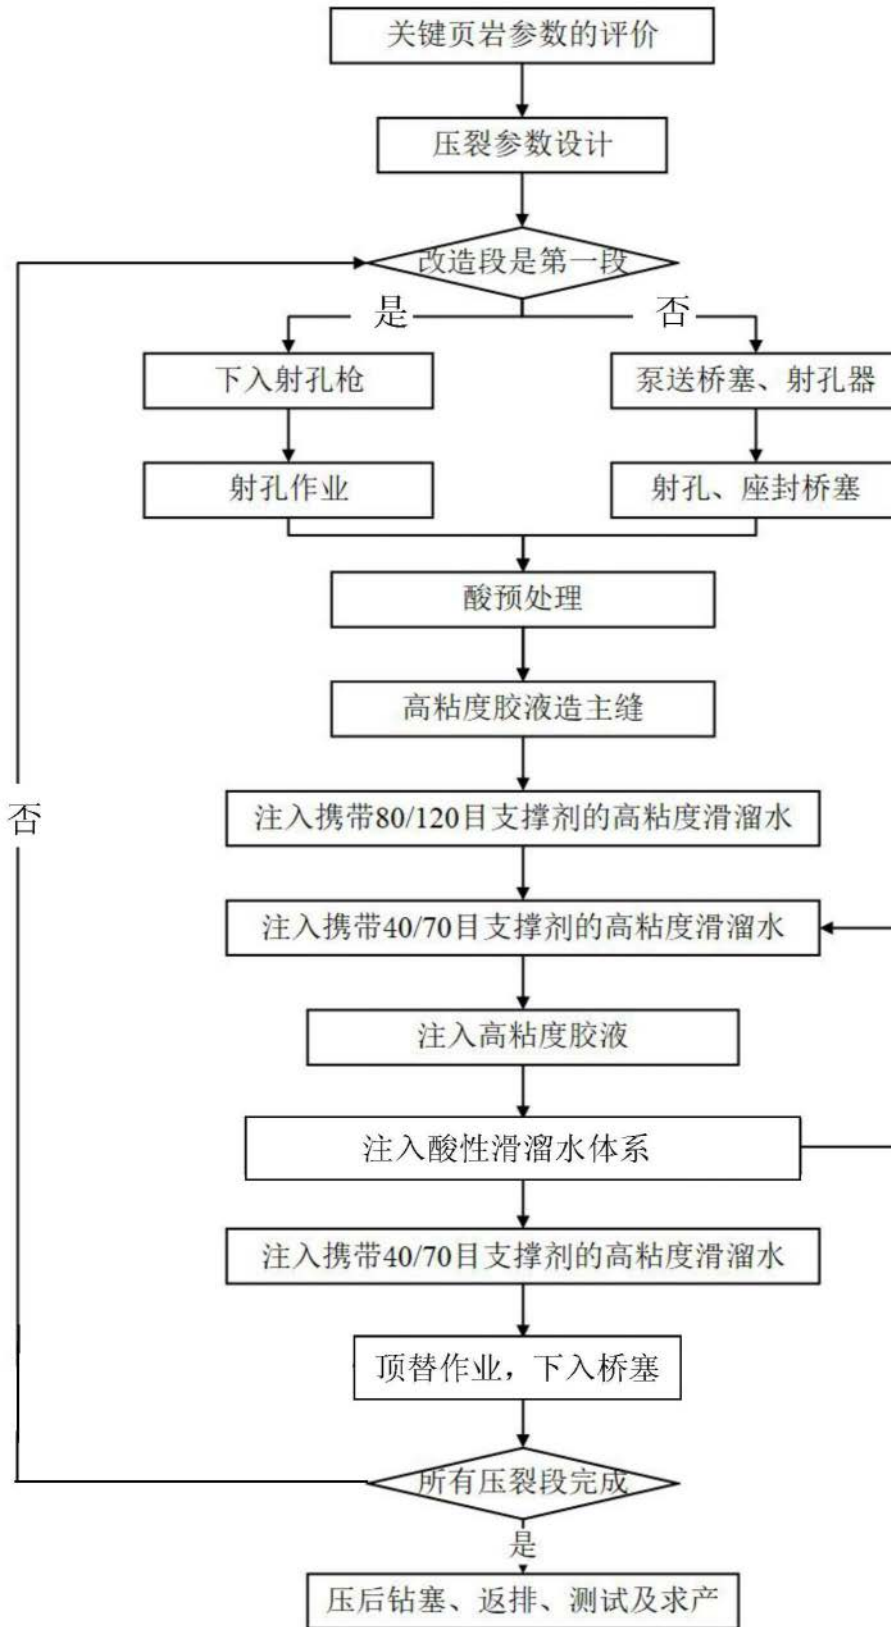 关键页岩参数的评价
压裂参数设计
改造段是第一段
是
否
下入射孔枪
泵送桥塞、射孔器
射孔作业
射孔、座封桥塞
酸预处理
高粘度胶液造主缝
注入携带80/120目支撑剂的高粘度滑溜水
否
注入携带40/70目支撑剂的高粘度滑溜水
注入高粘度胶液
注入酸性滑溜水体系
注入携带40/70目支撑剂的高粘度滑溜水
顶替作业，下入桥塞
所有压裂段完成
是
压后钻塞、返排、测试及求产